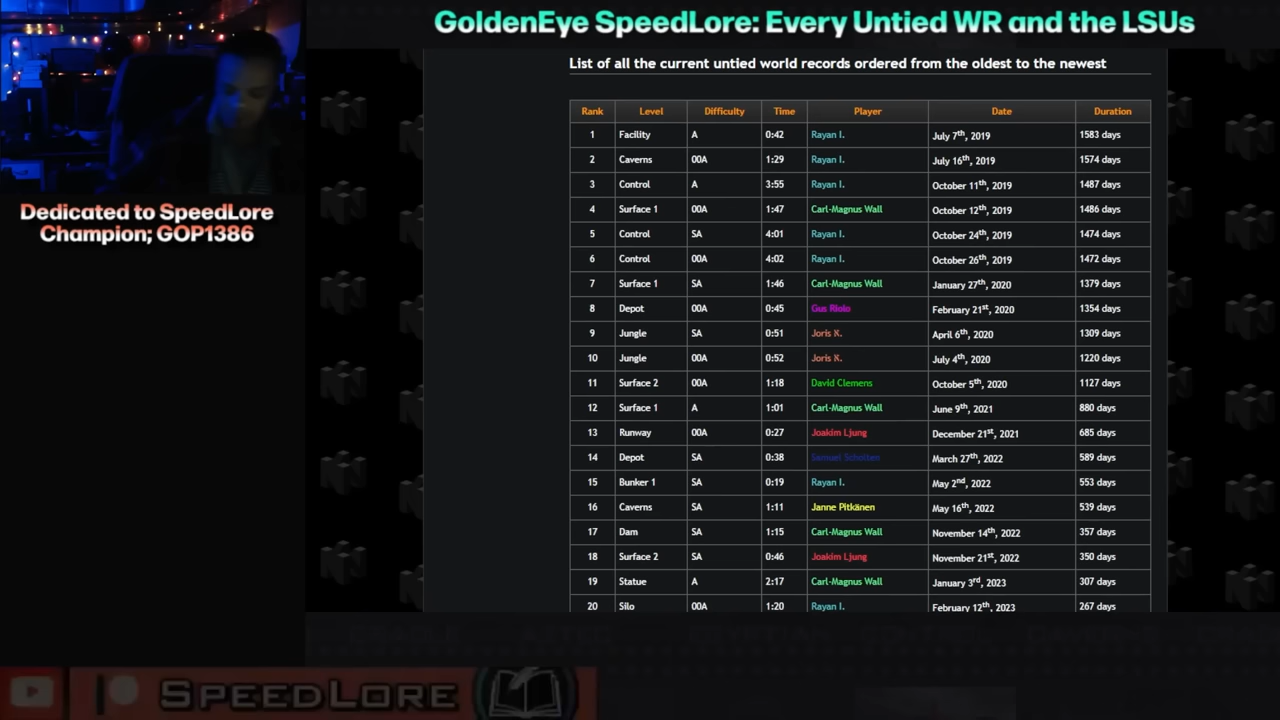 GoldenEye SpeedLore: Every Untied WR and the LSUs
Dedicated to SpeedLore
Champion; GOP1386
List of all the current untied world records ordered from the oldest to the newest
Rank Level Difficulty Time Player Date Duration
1 Facility A 0:42 Rayan I. July 7th, 2019 1583 days
2 Caverns 00A 1:29 Rayan I. July 16th, 2019 1574 days
3 Control A 3:55 Rayan I. October 11th, 2019 1487 days
4 Surface 1 00A 1:47 Carl-Magnus Wall October 12th, 2019 1486 days
5 Control SA 4:01 Rayan I. October 24th, 2019 1474 days
6 Control 00A 4:02 Rayan I. October 26th, 2019 1472 days
7 Surface 1 SA 1:46 Carl-Magnus Wall January 27th, 2020 1379 days
8 Depot 00A 0:45 Gus Riolo February 21st, 2020 1354 days
9 Jungle SA 0:51 Joris X. April 6th, 2020 1309 days
10 Jungle 00A 0:52 Joris X. July 4th, 2020 1220 days
11 Surface 2 00A 1:18 David Clemens October 5th, 2020 1127 days
12 Surface 1 A 1:01 Carl-Magnus Wall June 9th, 2021 880 days
13 Runway 00A 0:27 Joakim Ljung December 21st, 2021 685 days
14 Depot SA 0:38 Samuel Scholten March 27th, 2022 589 days
15 Bunker 1 SA 0:19 Rayan I. May 2nd, 2022 553 days
16 Caverns SA 1:11 Janne Pitkänen May 16th, 2022 539 days
17 Dam SA 1:15 Carl-Magnus Wall November 14th, 2022 357 days
18 Surface 2 SA 0:46 Joakim Ljung November 21st, 2022 350 days
19 Statue A 2:17 Carl-Magnus Wall January 3rd, 2023 307 days
20 Silo 00A 1:20 Rayan I. February 12th, 2023 267 days
SPEEDLORE